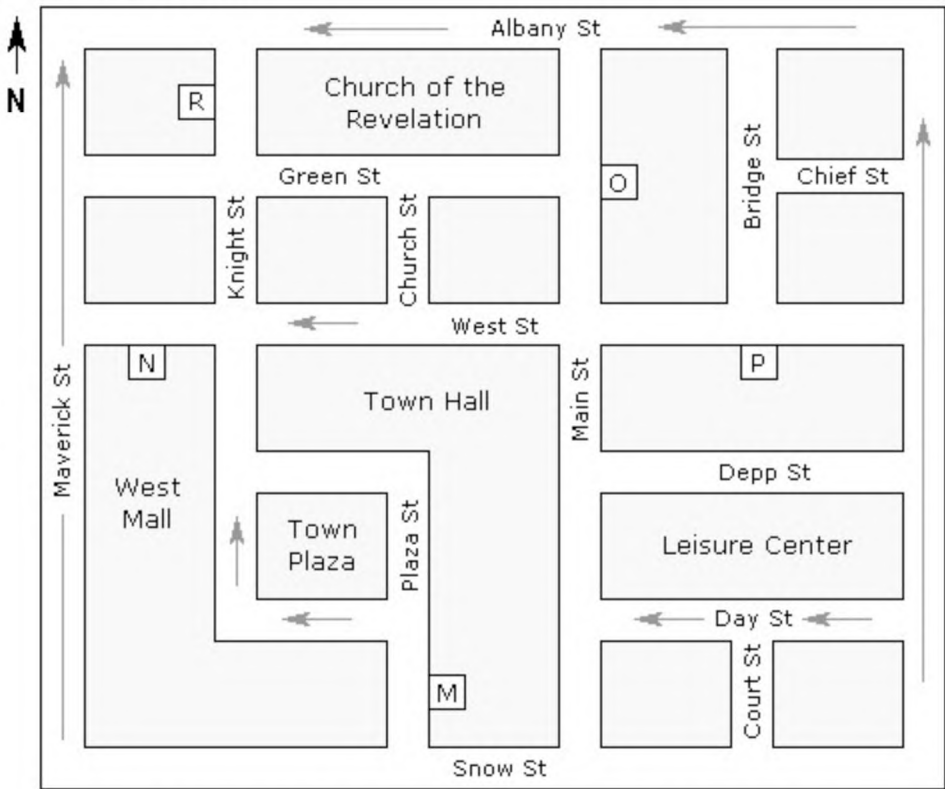 Albany St
N
R
Church of the
Revelation
Bridge St
Green St
O
Chief St
Knight St
Church St
West St
N
Town Hall
Main St
P
Maverick St
West
Mall
Depp St
Town
Plaza
Plaza St
Leisure Center
Day St
M
Court St
Snow St